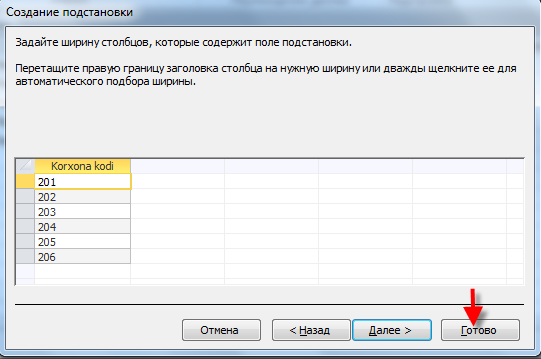 Создание подстановки
Задайте ширину столбцов, которые содержит поле подстановки.
Перетащите правую границу заголовка столбца на нужную ширину или дважды щелкните ее для
автоматического подбора ширины.
Korxona kodi
201
202
203
204
205
206
Отмена < Назад Далее > Готово